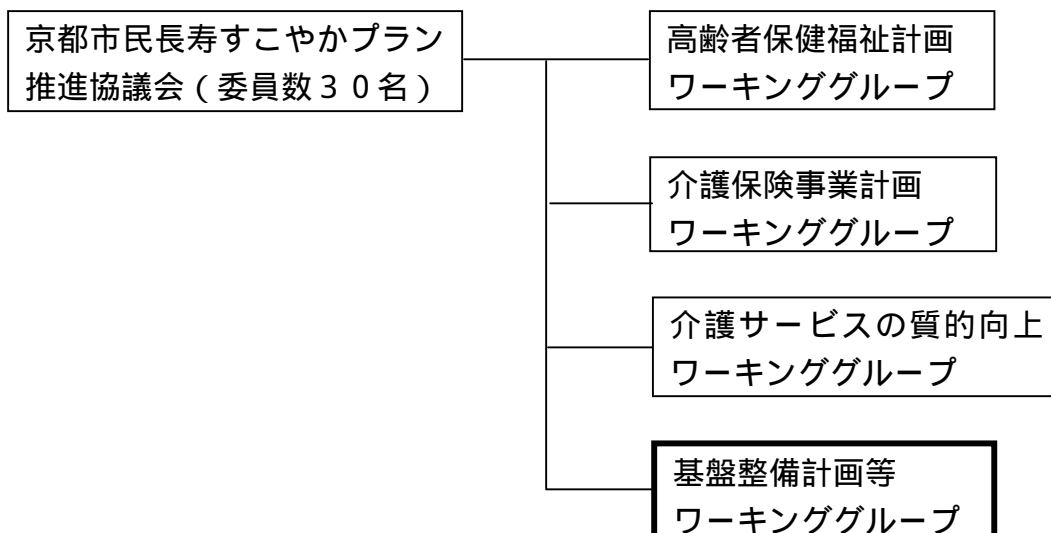 京都市民長寿すこやかプラン
推進協議会（委員数３０名）
高齢者保健福祉計画
ワーキンググループ
介護保険事業計画
ワーキンググループ
介護サービスの質的向上
ワーキンググループ
基盤整備計画等
ワーキンググループ